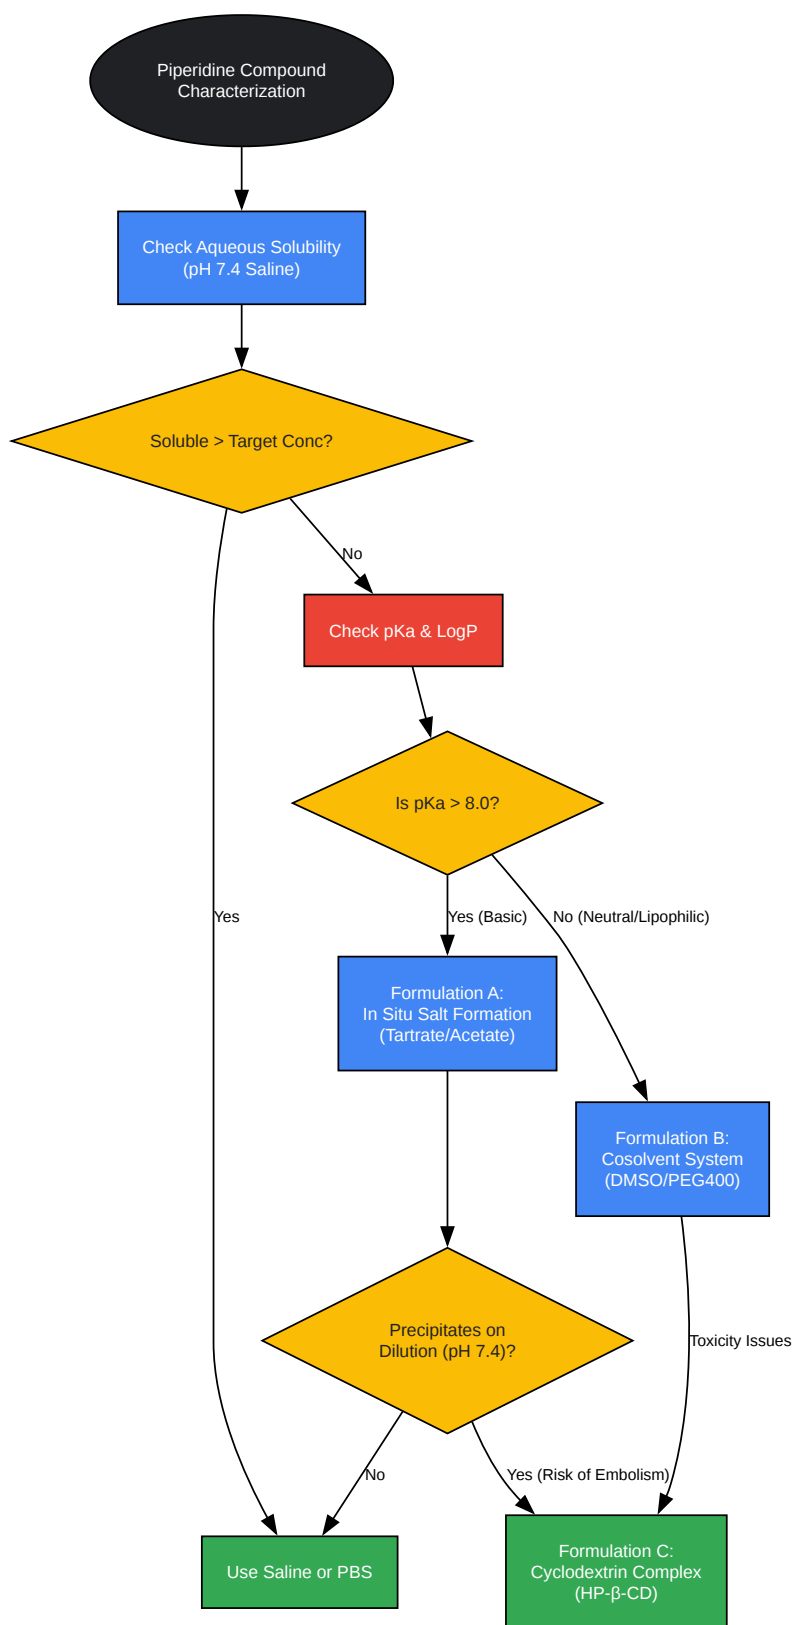 Piperidine Compound
Characterization
Check Aqueous Solubility
(pH 7.4 Saline)
Soluble > Target Conc?
No
Check pKa & LogP
Is pKa > 8.0?
Yes
Yes (Basic)
No (Neutral/Lipophilic)
Formulation A:
In Situ Salt Formation
(Tartrate/Acetate)
Formulation B:
Cosolvent System
(DMSO/PEG400)
Precipitates on
Dilution (pH 7.4)?
Toxicity Issues
No
Yes (Risk of Embolism)
Use Saline or PBS
Formulation C:
Cyclodextrin Complex
(HP-β-CD)